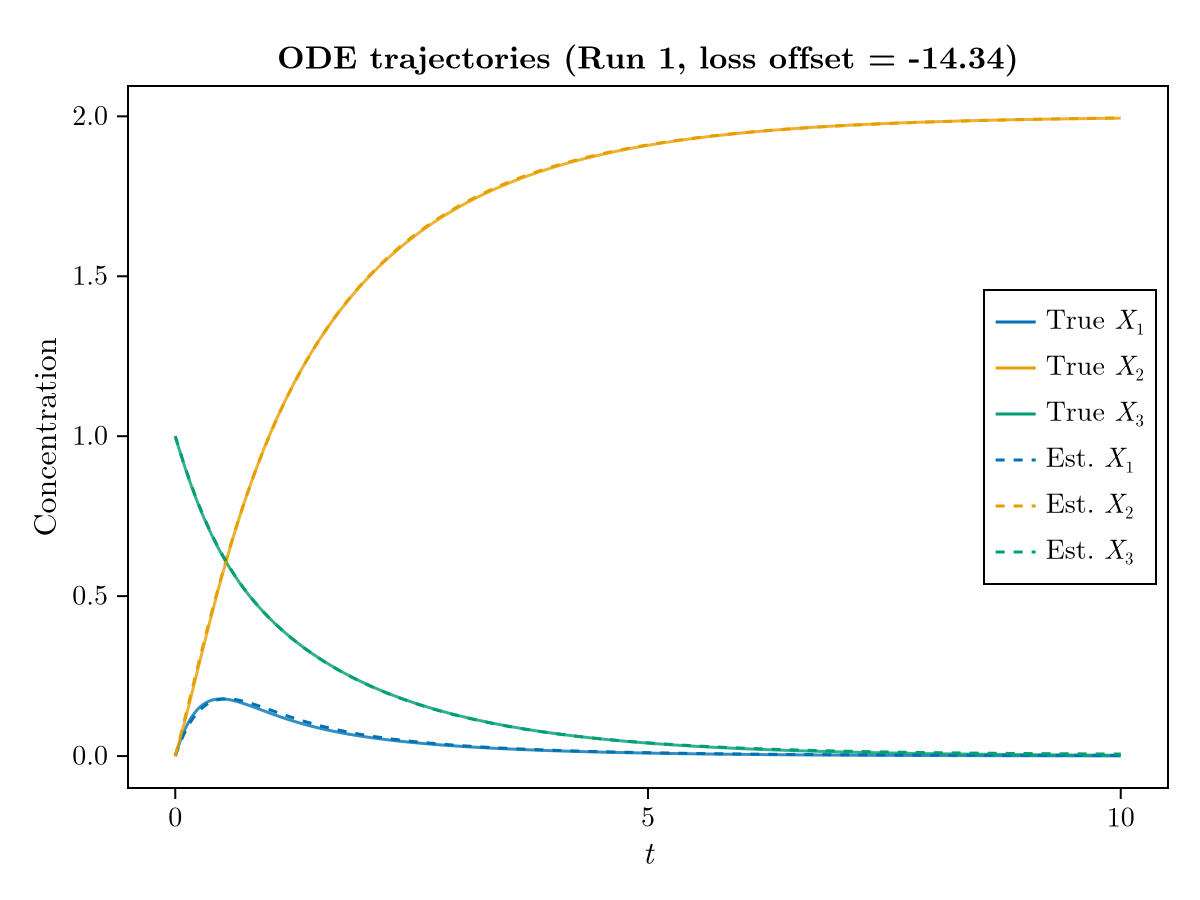 ODE trajectories (Run 1, loss offset = -14.34)
Concentration
2.0
1.5
1.0
0.5
0.0
0
5
10
t
True X₁
True X₂
True X₃
Est. X₁
Est. X₂
Est. X₃